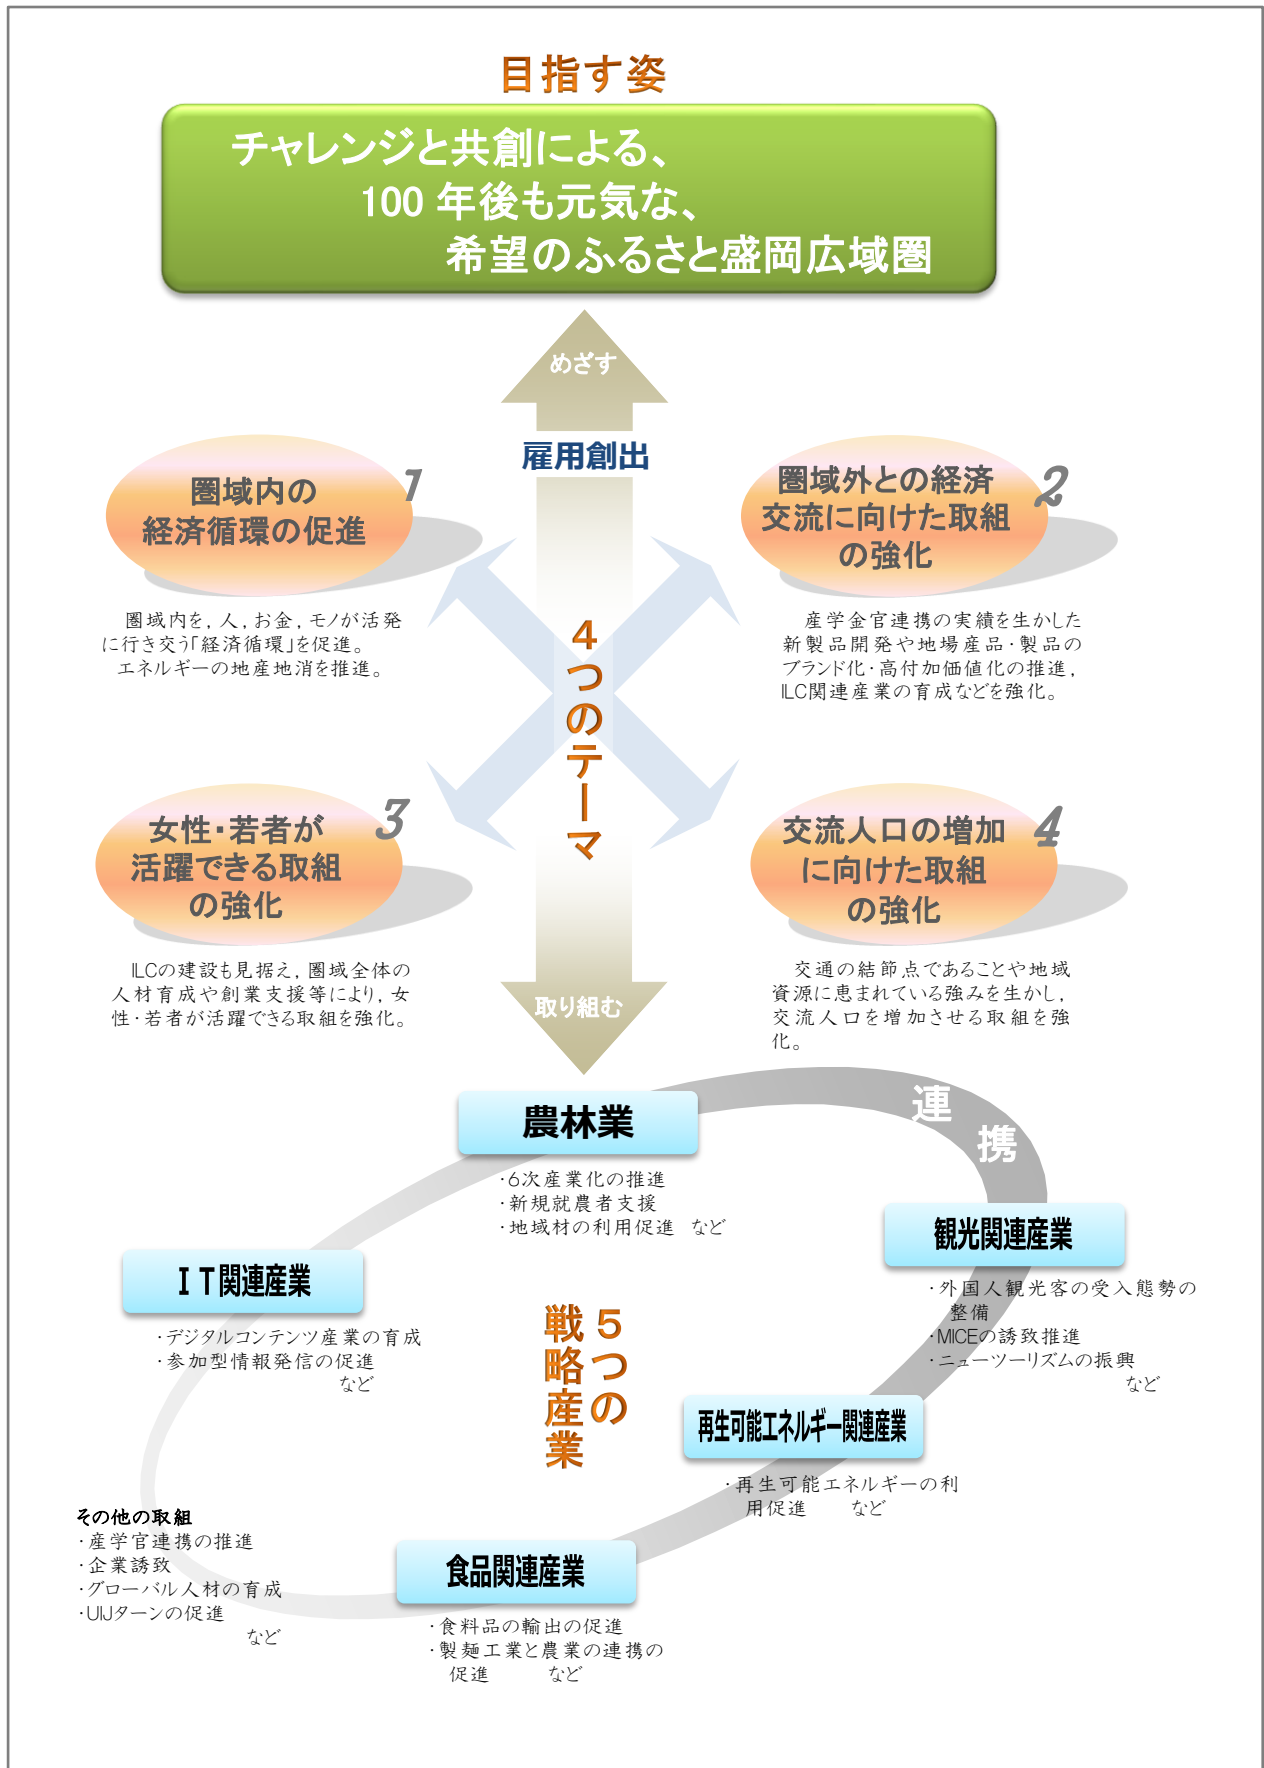 目指す姿
チャレンジと共創による、
100 年後も元気な、
希望のふるさと盛岡広域圏
めざす
雇用創出
1
圏域内の
経済循環の促進
圏域内を，人，お金，モノが活発
に行き交う「経済循環」を促進。
エネルギーの地産地消を推進。
2
圏域外との経済
交流に向けた取組
の強化
産学金官連携の実績を生かした
新製品開発や地場産品・製品の
ブランド化・高付加価値化の推進，
ILC関連産業の育成などを強化。
4つのテーマ
3
女性・若者が
活躍できる取組
の強化
ILCの建設も見据え，圏域全体の
人材育成や創業支援等により，女
性・若者が活躍できる取組を強化。
4
交流人口の増加
に向けた取組
の強化
交通の結節点であることや地域
資源に恵まれている強みを生かし，
交流人口を増加させる取組を強
化。
取り組む
連
携
農林業
・6次産業化の推進
・新規就農者支援
・地域材の利用促進　など
観光関連産業
・外国人観光客の受入態勢の
整備
・MICEの誘致推進
・ニューツーリズムの振興
など
ＩＴ関連産業
・デジタルコンテンツ産業の育成
・参加型情報発信の促進
など
５つの
戦略産業
再生可能エネルギー関連産業
・再生可能エネルギーの利
用促進　　など
その他の取組
・産学官連携の推進
・企業誘致
・グローバル人材の育成
・UIJターンの促進
など
食品関連産業
・食料品の輸出の促進
・製麺工業と農業の連携の
促進　　　など